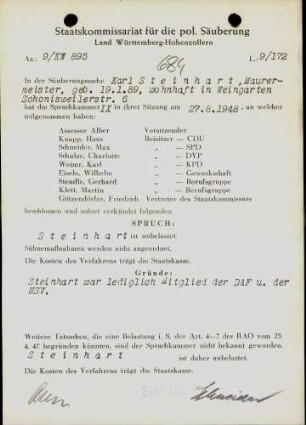 Staatskommissariat für die pol. Säuberung
Land Württemberg-Hohenzollern
Az.: 9/KW 895
L.: 9/172
684
In der Säuberungssache: Karl Steinhart, Maurer-
meister, geb. 19.1.89, wohnhaft in Weingarten
Schonisweilerstr. 6
hat die Spruchkammer II in ihrer Sitzung am 27.8.1948, an welcher
teilgenommen haben:
Assessor Alber Vorsitzender
Knapp, Hans Beisitzer — CDU
Schneider, Max „ — SPD
Schuler, Charlotte „ — DVP
Weiner, Karl „ — KPD
Eisele, Wilhelm „ — Gewerkschaft
Steudle, Gerhard „ — Berufsgruppe
Klett, Martin „ — Berufsgruppe
Götzendörfer, Friedrich Vertreter des Staatskommissars
beschlossen und sofort verkündet folgenden
SPRUCH:
Steinhart ist unbelastet.
Sühnemaßnahmen werden nicht angeordnet.
Die Kosten des Verfahrens trägt die Staatskasse.
Gründe:
Steinhart war lediglich Mitglied der DAF u. der
NSV.
Weitere Tatsachen, die eine Belastung i. S. der Art. 4—7 der RAO vom 25.
4. 47. begründen könnten, sind der Spruchkammer nicht bekannt geworden.
Steinhart ist daher unbelastet.
Die Kosten des Verfahrens trägt die Staatskasse.